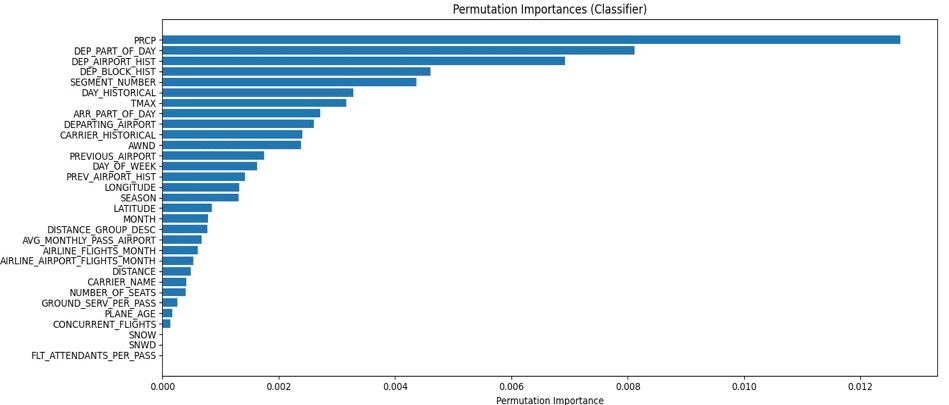 Permutation Importances (Classifier)
PRCP
DEP_PART_OF_DAY
DEP_AIRPORT_HIST
DEP_BLOCK_HIST
SEGMENT_NUMBER
DAY_HISTORICAL
TMAX
ARR_PART_OF_DAY
DEPARTING_AIRPORT
CARRIER_HISTORICAL
AWND
PREVIOUS_AIRPORT
DAY_OF_WEEK
PREV_AIRPORT_HIST
LONGITUDE
SEASON
LATITUDE
MONTH
DISTANCE_GROUP_DESC
AVG_MONTHLY_PASS_AIRPORT
AIRLINE_FLIGHTS_MONTH
AIRLINE_AIRPORT_FLIGHTS_MONTH
DISTANCE
CARRIER_NAME
NUMBER_OF_SEATS
GROUND_SERV_PER_PASS
PLANE_AGE
CONCURRENT_FLIGHTS
SNOW
SNWD
FLT_ATTENDANTS_PER_PASS
0.000 0.002 0.004 0.006 0.008 0.010 0.012
Permutation Importance